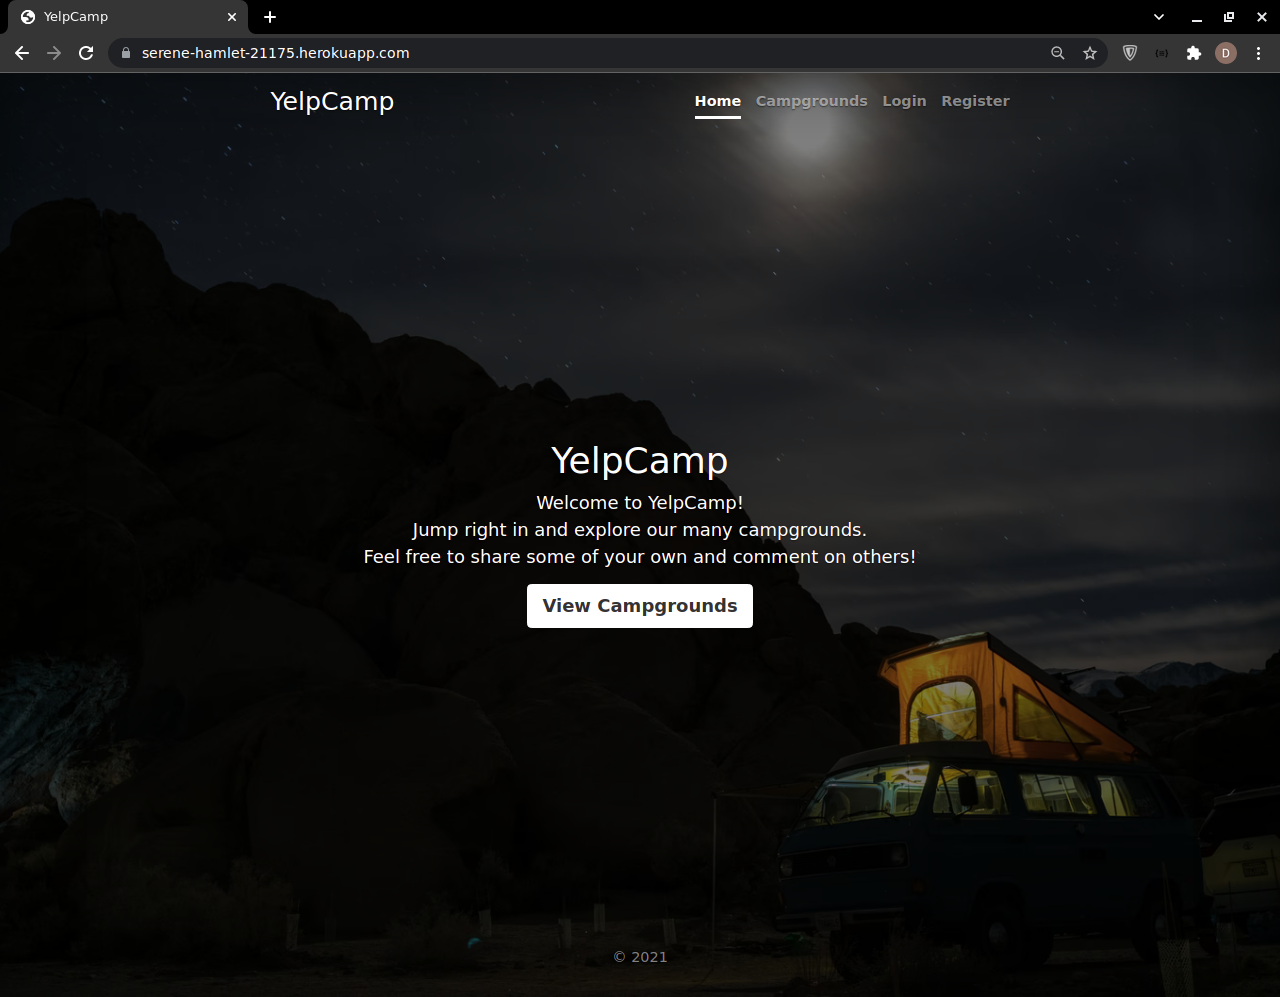 YelpCamp
serene-hamlet-21175.herokuapp.com
D
YelpCamp
Home Campgrounds Login Register
YelpCamp
Welcome to YelpCamp!
Jump right in and explore our many campgrounds.
Feel free to share some of your own and comment on others!
View Campgrounds
© 2021